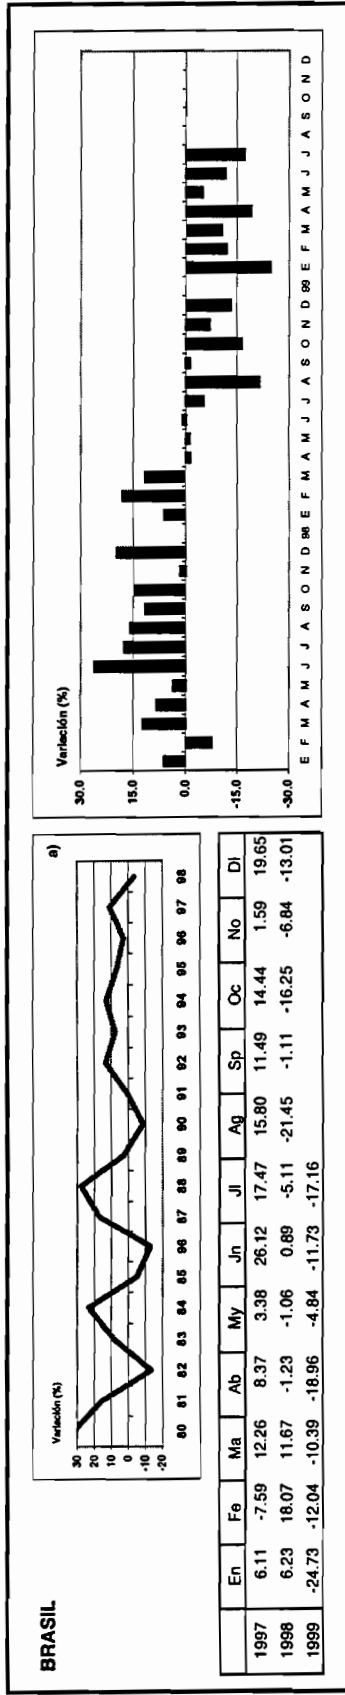 BRASIL
Variación (%)
a)
30
20
10
0
-10
-20
80 81 82 83 84 85 96 87 88 89 90 91 92 93 94 95 96 97 98
En Fe Ma Ab My Jn Jl Ag Sp Oc No Di
1997 6.11 -7.59 12.26 8.37 3.38 26.12 17.47 15.80 11.49 14.44 1.59 19.65
1998 6.23 18.07 11.67 -1.23 -1.06 0.89 -5.11 -21.45 -1.11 -16.25 -6.84 -13.01
1999 -24.73 -12.04 -10.39 -18.96 -4.84 -11.73 -17.16
Variación (%)
30.0
15.0
0.0
-15.0
-30.0
E F M A M J J A S O N D 98 E F M A M J J A S O N D 99 E F M A M J J A S O N D